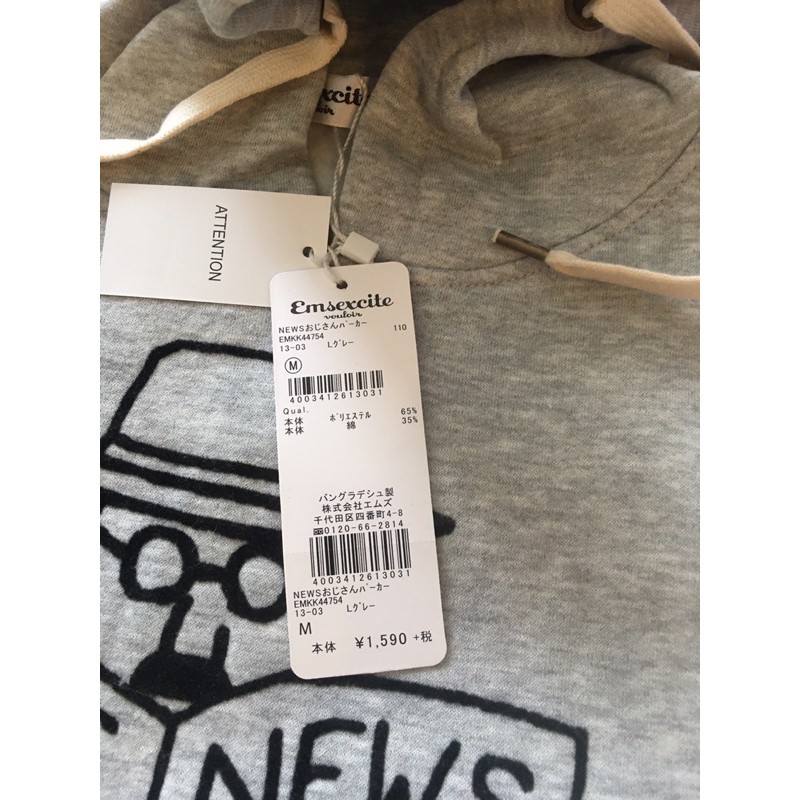 Emsexcite
vouloir
ATTENTION
Emsexcite
vouloir
NEWSおじさんパーカー 110
EMKK44754
13-03 Lグレー
M
4003412613031
Qual.
本体 ポリエステル 65%
本体 綿 35%
バングラデシュ製
株式会社エムズ
千代田区四番町4-8
0120-66-2814
4003412613031
NEWSおじさんパーカー
EMKK44754
13-03 Lグレー
M
本体 ¥1,590 +税
NEWS